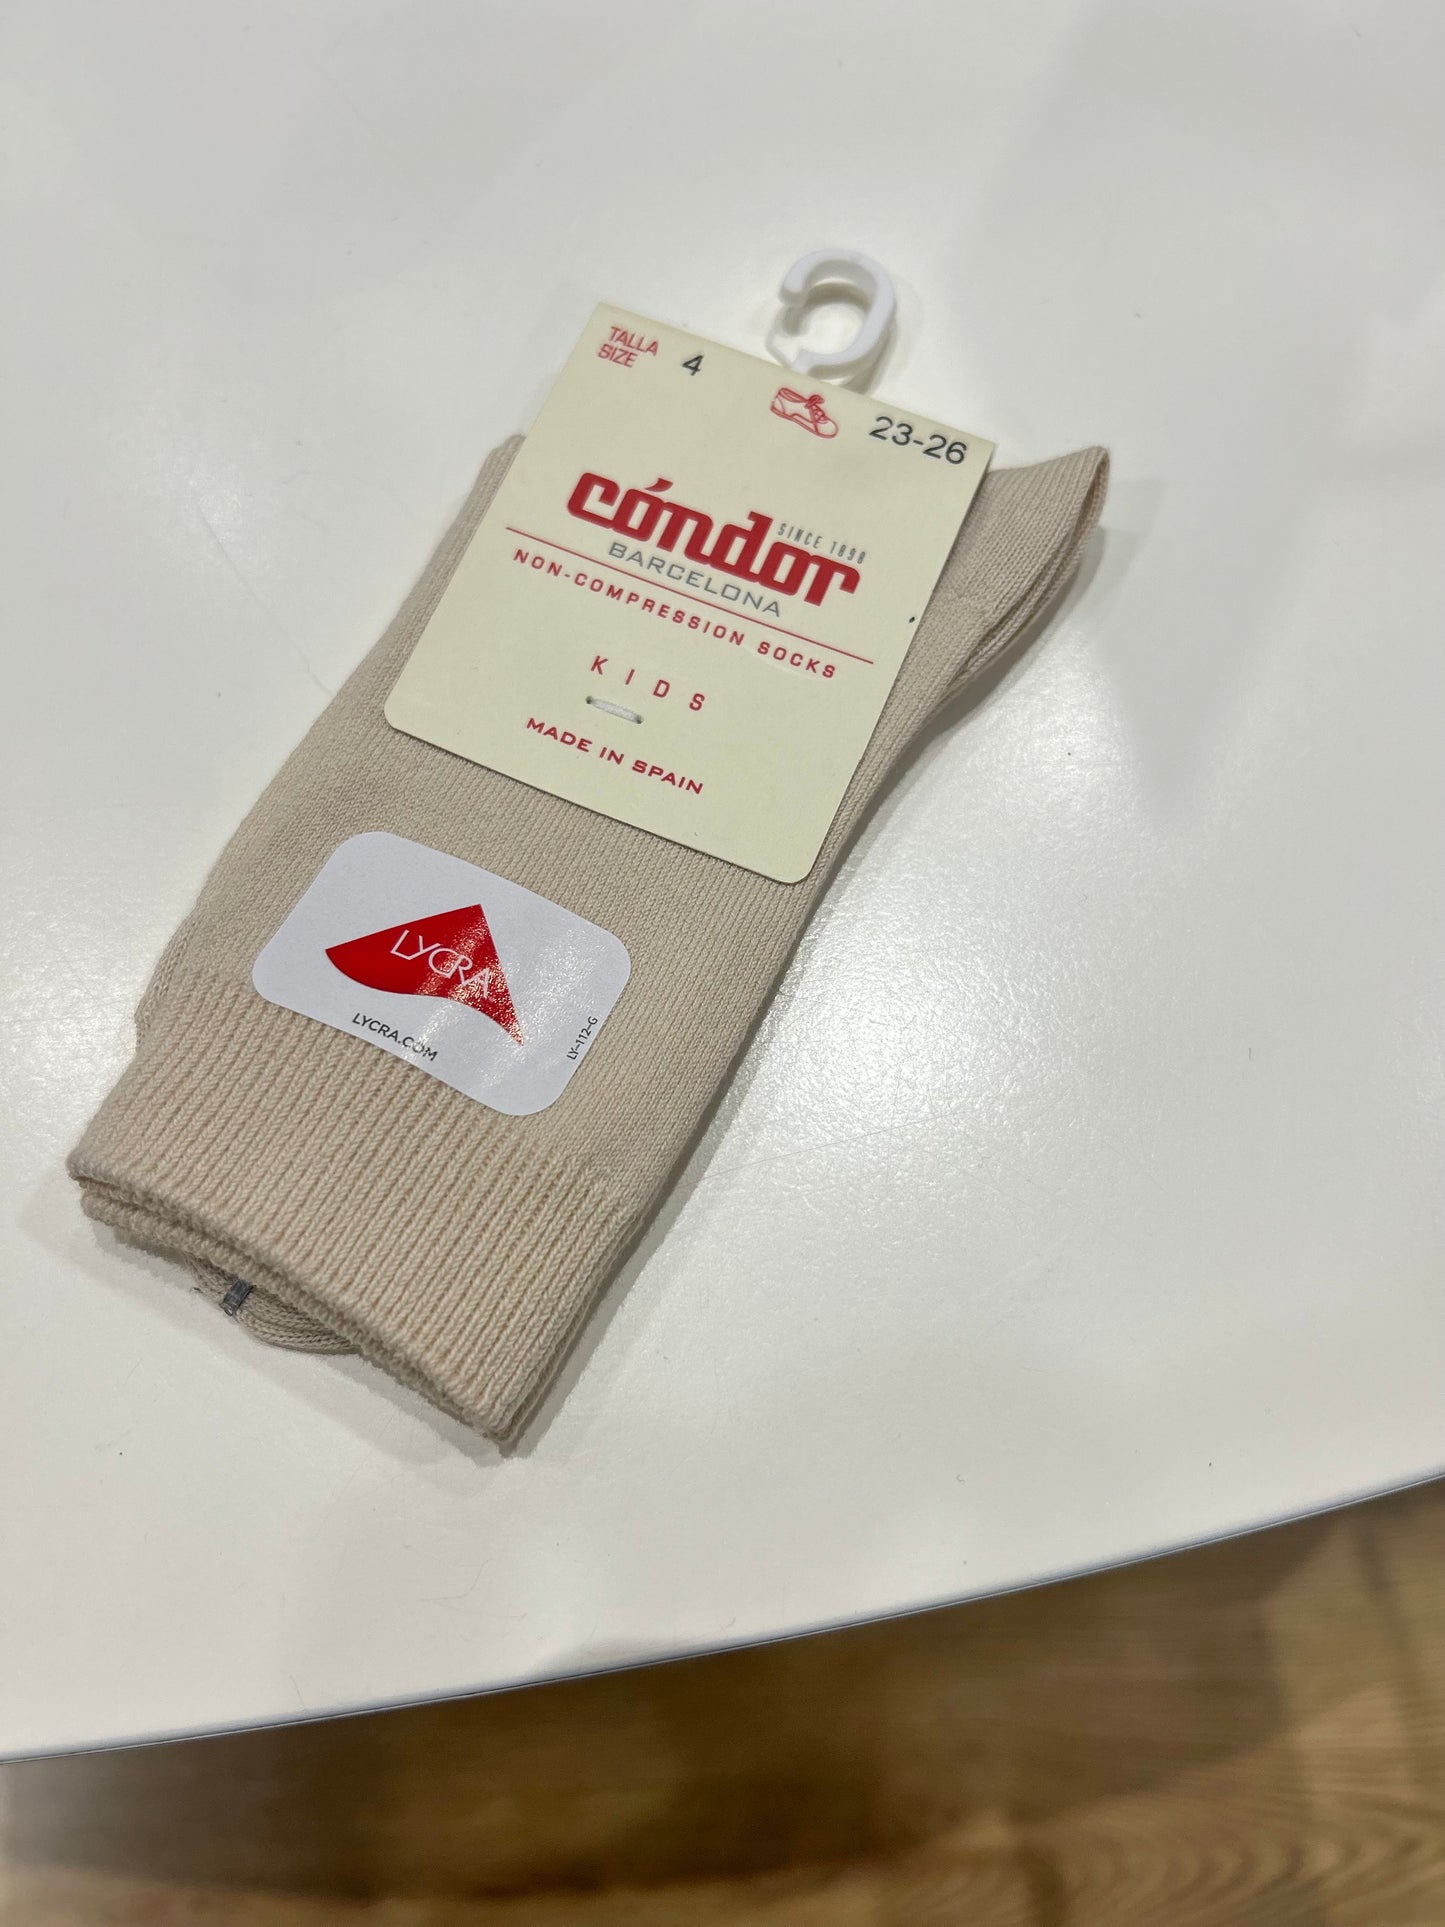 TALLA
SIZE 4 23-26
cóndor
SINCE 1898
BARCELONA
NON-COMPRESSION SOCKS
KIDS
MADE IN SPAIN
LYCRA
LYCRA.COM
LY-112-G